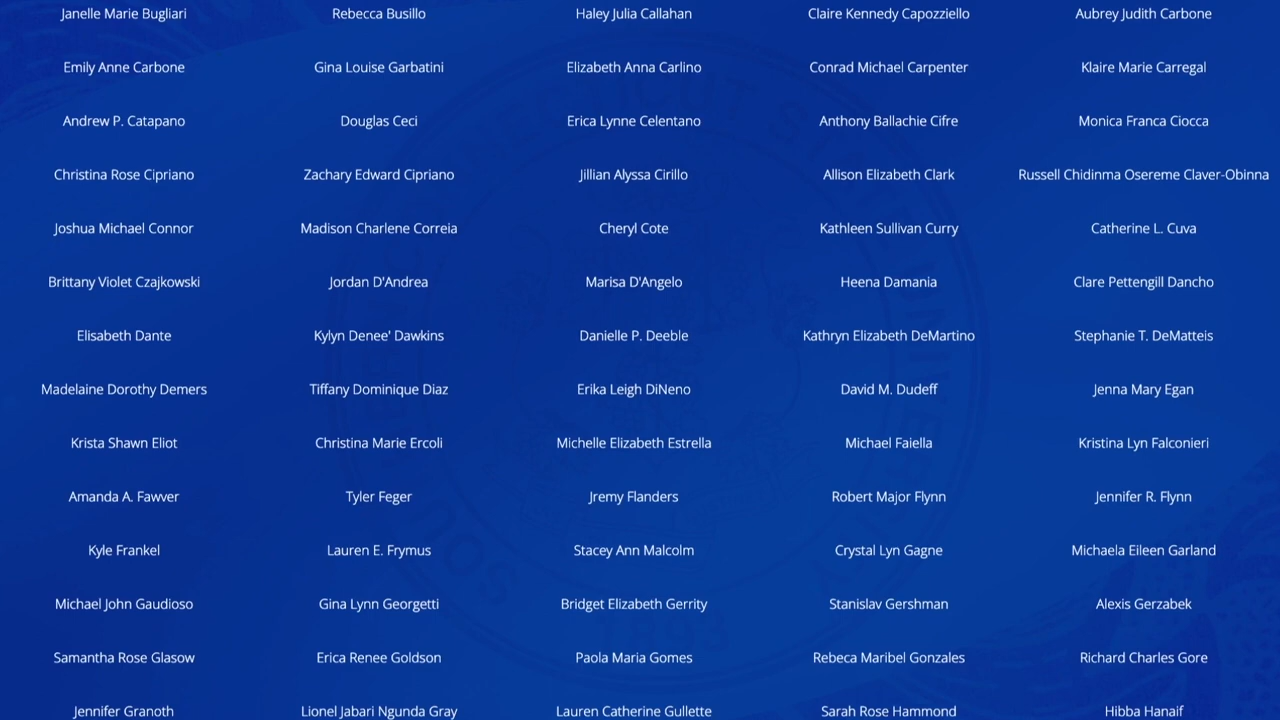 Janelle Marie Bugliari Rebecca Busillo Haley Julia Callahan Claire Kennedy Capozziello Aubrey Judith Carbone
Emily Anne Carbone Gina Louise Garbatini Elizabeth Anna Carlino Conrad Michael Carpenter Klaire Marie Carregal
Andrew P. Catapano Douglas Ceci Erica Lynne Celentano Anthony Ballachie Cifre Monica Franca Ciocca
Christina Rose Cipriano Zachary Edward Cipriano Jillian Alyssa Cirillo Allison Elizabeth Clark Russell Chidinma Osereme Claver-Obinna
Joshua Michael Connor Madison Charlene Correia Cheryl Cote Kathleen Sullivan Curry Catherine L. Cuva
Brittany Violet Czajkowski Jordan D'Andrea Marisa D'Angelo Heena Damania Clare Pettengill Dancho
Elisabeth Dante Kylyn Denee' Dawkins Danielle P. Deeble Kathryn Elizabeth DeMartino Stephanie T. DeMatteis
Madelaine Dorothy Demers Tiffany Dominique Diaz Erika Leigh DiNeno David M. Dudeff Jenna Mary Egan
Krista Shawn Eliot Christina Marie Ercoli Michelle Elizabeth Estrella Michael Faiella Kristina Lyn Falconieri
Amanda A. Fawver Tyler Feger Jremy Flanders Robert Major Flynn Jennifer R. Flynn
Kyle Frankel Lauren E. Frymus Stacey Ann Malcolm Crystal Lyn Gagne Michaela Eileen Garland
Michael John Gaudioso Gina Lynn Georgetti Bridget Elizabeth Gerrity Stanislav Gershman Alexis Gerzabek
Samantha Rose Glasow Erica Renee Goldson Paola Maria Gomes Rebeca Maribel Gonzales Richard Charles Gore
Jennifer Granoth Lionel Jabari Ngunda Gray Lauren Catherine Gullette Sarah Rose Hammond Hibba Hanaif
1893